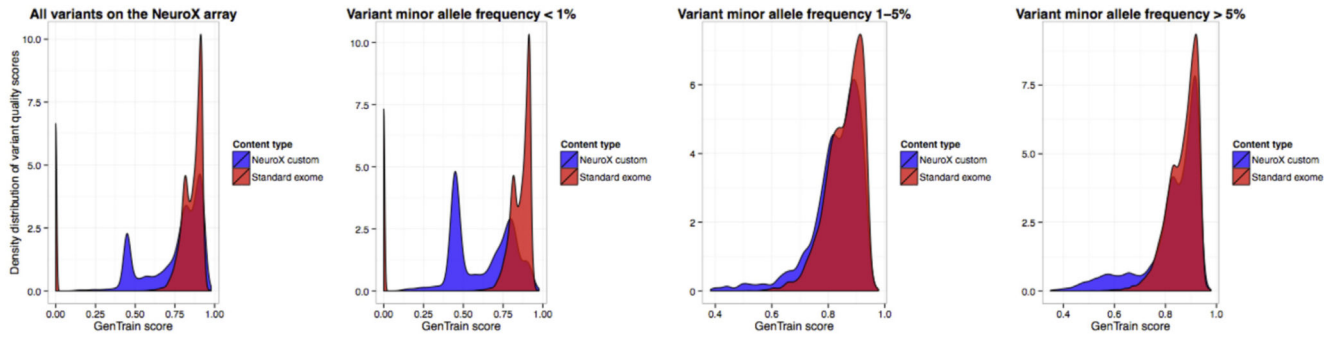 All variants on the NeuroX array
Density distribution of variant quality scores
10.0
7.5
5.0
2.5
0.0
0.00 0.25 0.50 0.75 1.00
GenTrain score
Content type
NeuroX custom
Standard exome
Variant minor allele frequency < 1%
10.0
7.5
5.0
2.5
0.0
0.00 0.25 0.50 0.75 1.00
GenTrain score
Content type
NeuroX custom
Standard exome
Variant minor allele frequency 1–5%
6
4
2
0
0.4 0.6 0.8 1.0
GenTrain score
Content type
NeuroX custom
Standard exome
Variant minor allele frequency > 5%
7.5
5.0
2.5
0.0
0.4 0.6 0.8 1.0
GenTrain score
Content type
NeuroX custom
Standard exome